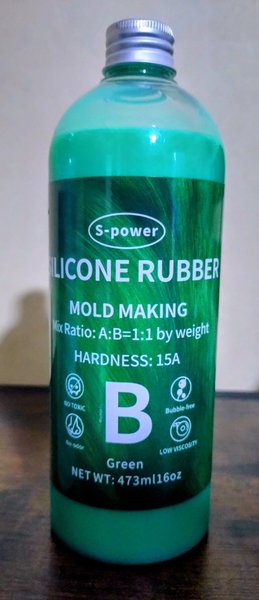 S-power
ILICONE RUBBER
MOLD MAKING
Mix Ratio: A:B=1:1 by weight
HARDNESS: 15A
NO TOXIC
Bubble-free
B
No odor
LOW VISCOSITY
Green
NET WT: 473ml16oz